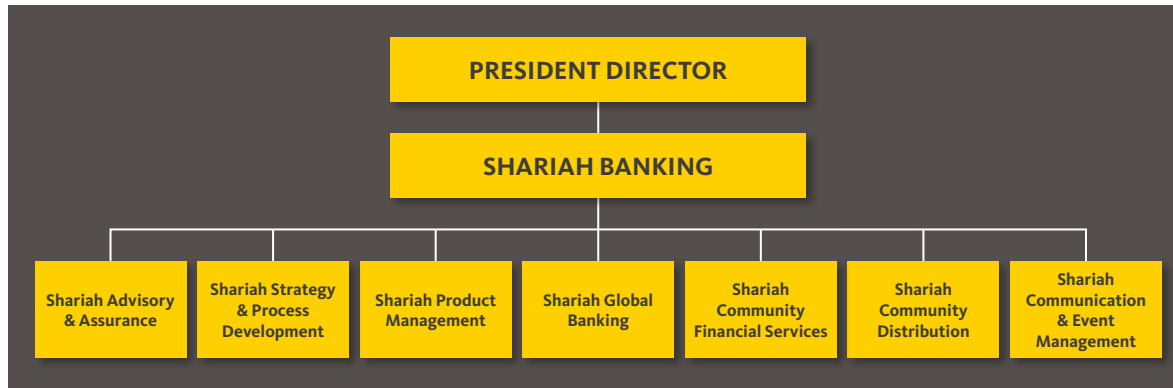 PRESIDENT DIRECTOR
SHARIAH BANKING
Shariah Advisory
& Assurance
Shariah Strategy
& Process
Development
Shariah Product
Management
Shariah Global
Banking
Shariah
Community
Financial Services
Shariah
Community
Distribution
Shariah
Communication
& Event
Management